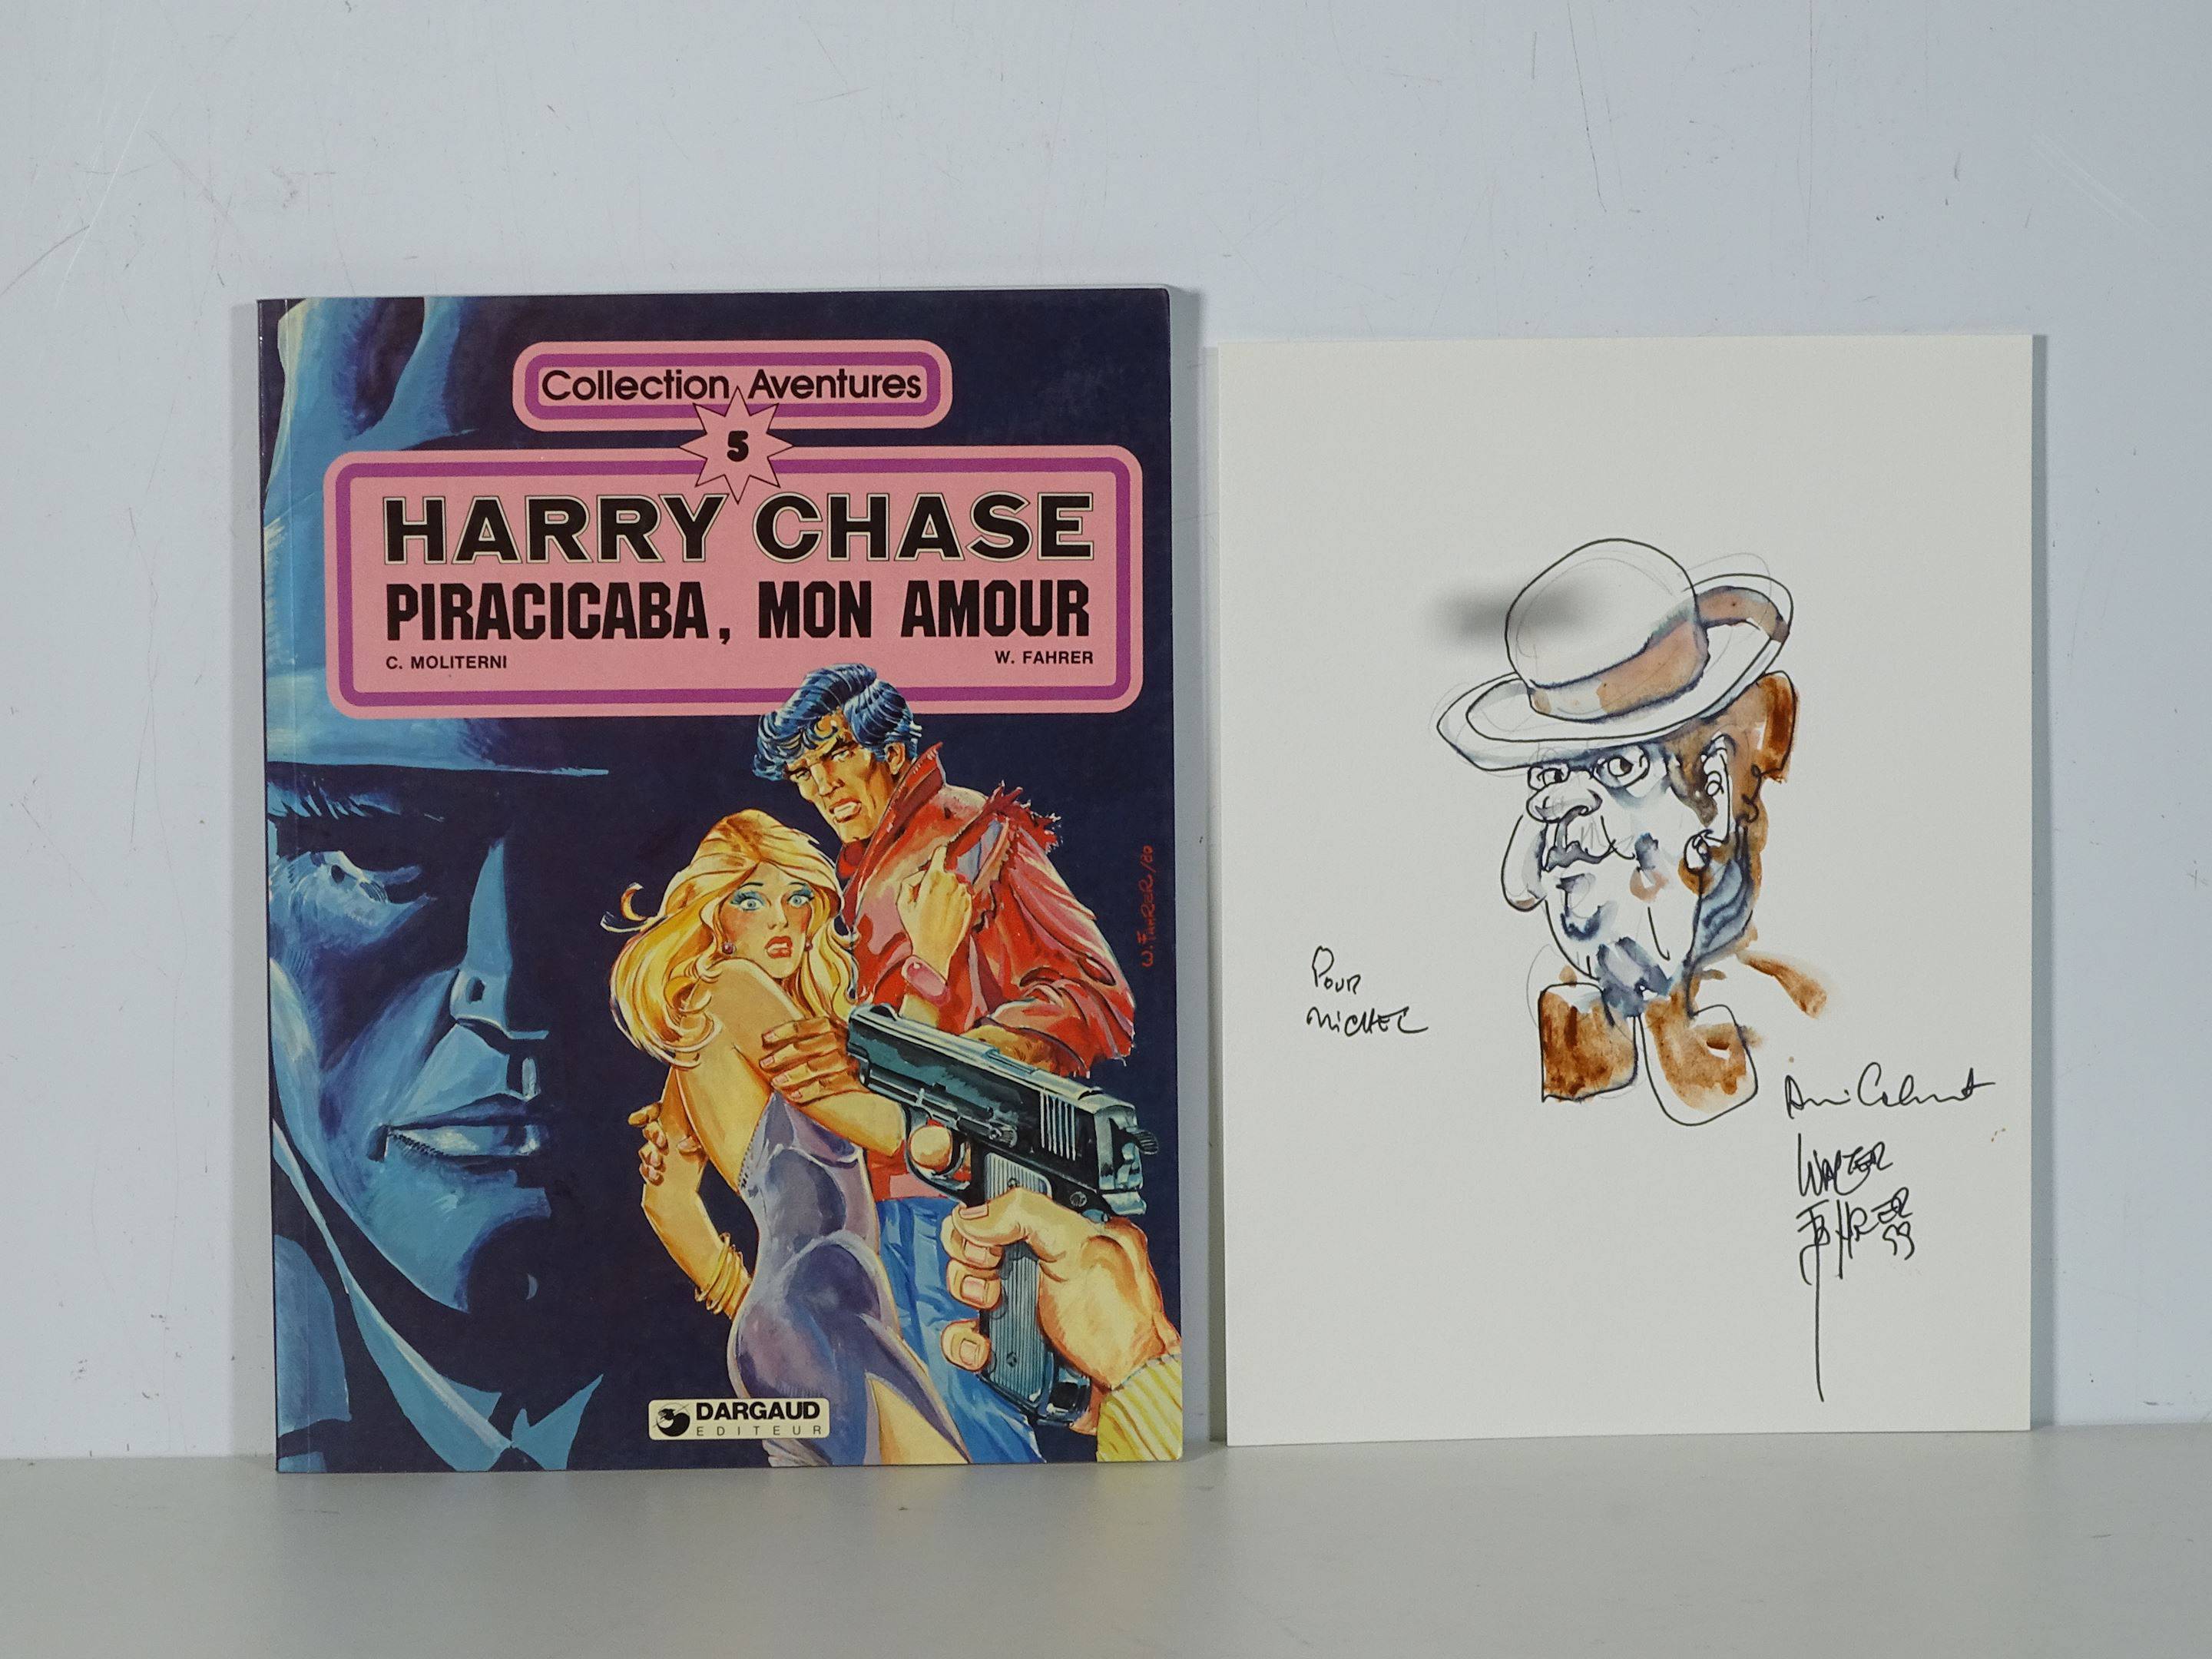 Collection Aventures
5
HARRY CHASE
PIRACICABA, MON AMOUR
C. MOLITERNI
W. FAHRER
W. FAHRER/80
DARGAUD
EDITEUR
POUR
MICHEL
Amicalement
WALTER
FAHRER
99